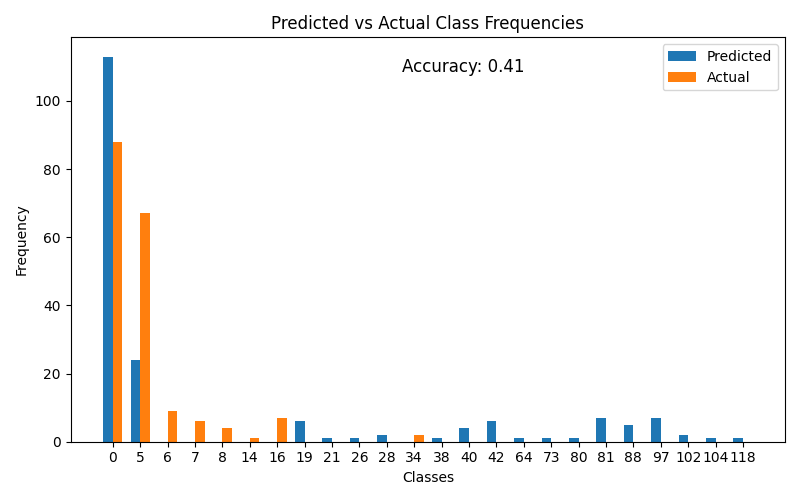 Predicted vs Actual Class Frequencies
Accuracy: 0.41
Predicted
Actual
Frequency
100
80
60
40
20
0
0 5 6 7 8 14 16 19 21 26 28 34 38 40 42 64 73 80 81 88 97 102 104 118
Classes